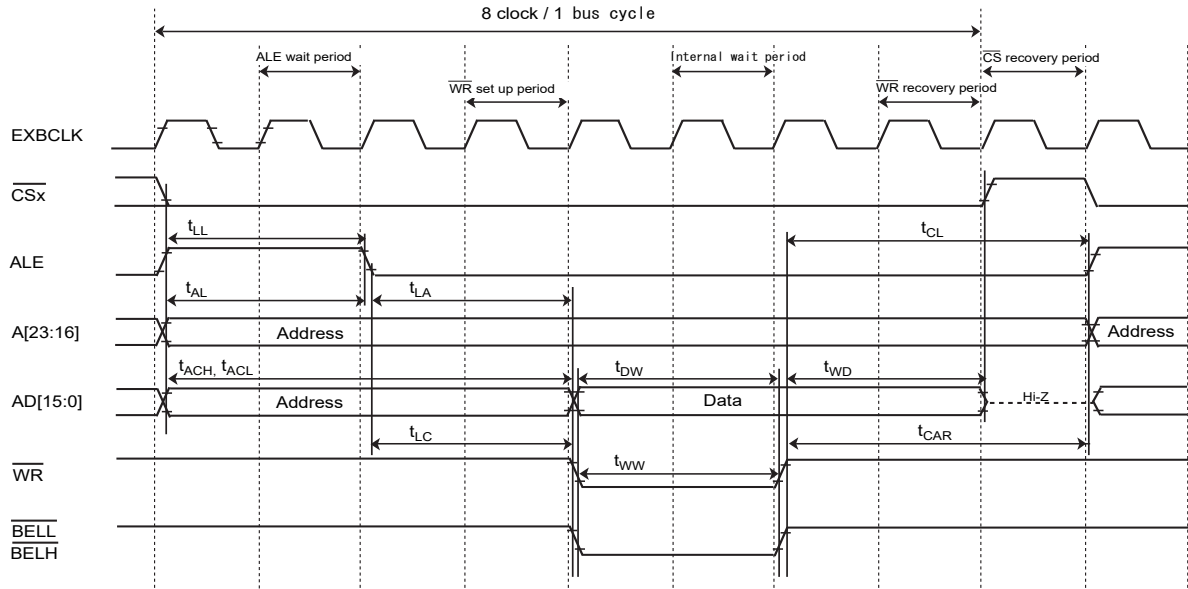 8 clock / 1 bus cycle
ALE wait period
Internal wait period
CS recovery period
WR set up period
WR recovery period
EXBCLK
CSx
tLL
tCL
ALE
tAL
tLA
A[23:16]
Address
Address
tACH, tACL
tDW
tWD
AD[15:0]
Address
Data
Hi-Z
tLC
tCAR
WR
tWW
BELL
BELH